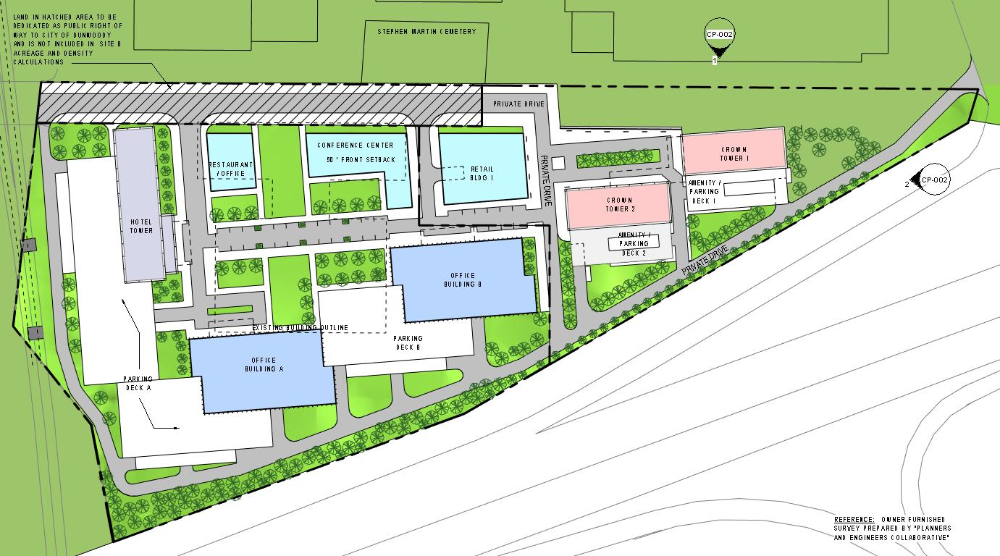 LAND IN HATCHED AREA TO BE
DEDICATED AS PUBLIC RIGHT OF
WAY TO CITY OF DUNWOODY
AND IS NOT INCLUDED IN SITE B
ACREAGE AND DENSITY
CALCULATIONS
STEPHEN MARTIN CEMETERY
CP-002
1
PRIVATE DRIVE
CONFERENCE CENTER
50' FRONT SETBACK
RESTAURANT
/ OFFICE
RETAIL
BLDG 1
PRIVATE DRIVE
CROWN
TOWER 1
CP-002
2
AMENITY /
PARKING
DECK 1
CROWN
TOWER 2
HOTEL
TOWER
AMENITY /
PARKING
DECK 2
PRIVATE DRIVE
OFFICE
BUILDING B
EXISTING BUILDING OUTLINE
PARKING
DECK B
OFFICE
BUILDING A
PARKING
DECK A
REFERENCE: OWNER FURNISHED
SURVEY PREPARED BY "PLANNERS
AND ENGINEERS COLLABORATIVE"